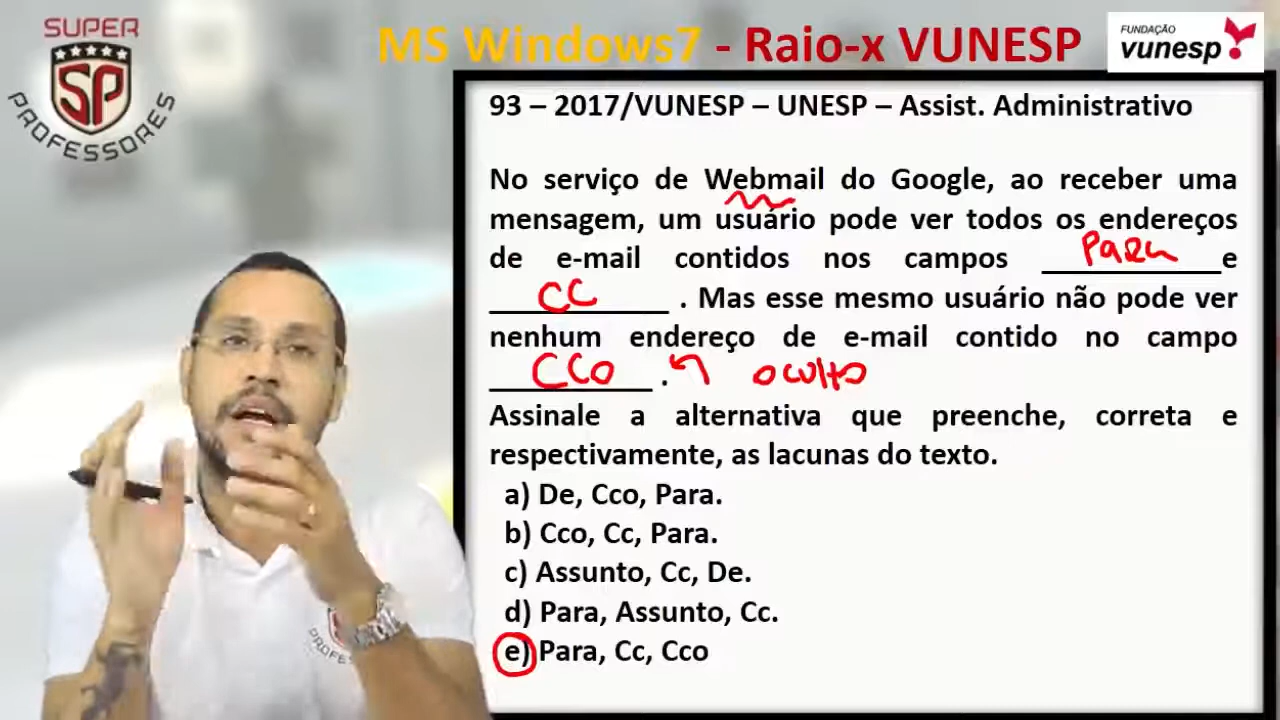 SUPER
SP
PROFESSORES
MS Windows7 - Raio-x VUNESP
FUNDAÇÃO
vunesp
93 – 2017/VUNESP – UNESP – Assist. Administrativo
No serviço de Webmail do Google, ao receber uma
mensagem, um usuário pode ver todos os endereços
de e-mail contidos nos campos ___Para___ e
___CC___ . Mas esse mesmo usuário não pode ver
nenhum endereço de e-mail contido no campo
___CCo___ . oculto
Assinale a alternativa que preenche, correta e
respectivamente, as lacunas do texto.
a) De, Cco, Para.
b) Cco, Cc, Para.
c) Assunto, Cc, De.
d) Para, Assunto, Cc.
e) Para, Cc, Cco